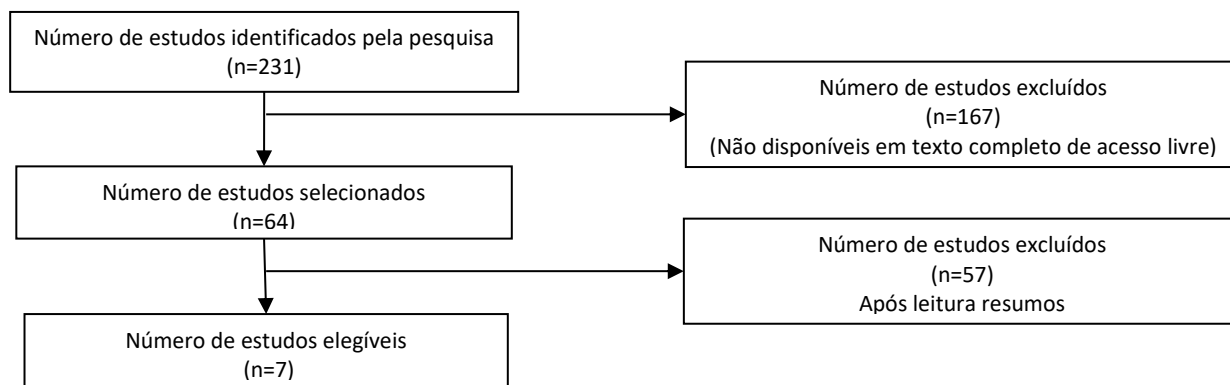 Número de estudos identificados pela pesquisa
(n=231)
Número de estudos excluídos
(n=167)
(Não disponíveis em texto completo de acesso livre)
Número de estudos selecionados
(n=64)
Número de estudos excluídos
(n=57)
Após leitura resumos
Número de estudos elegíveis
(n=7)